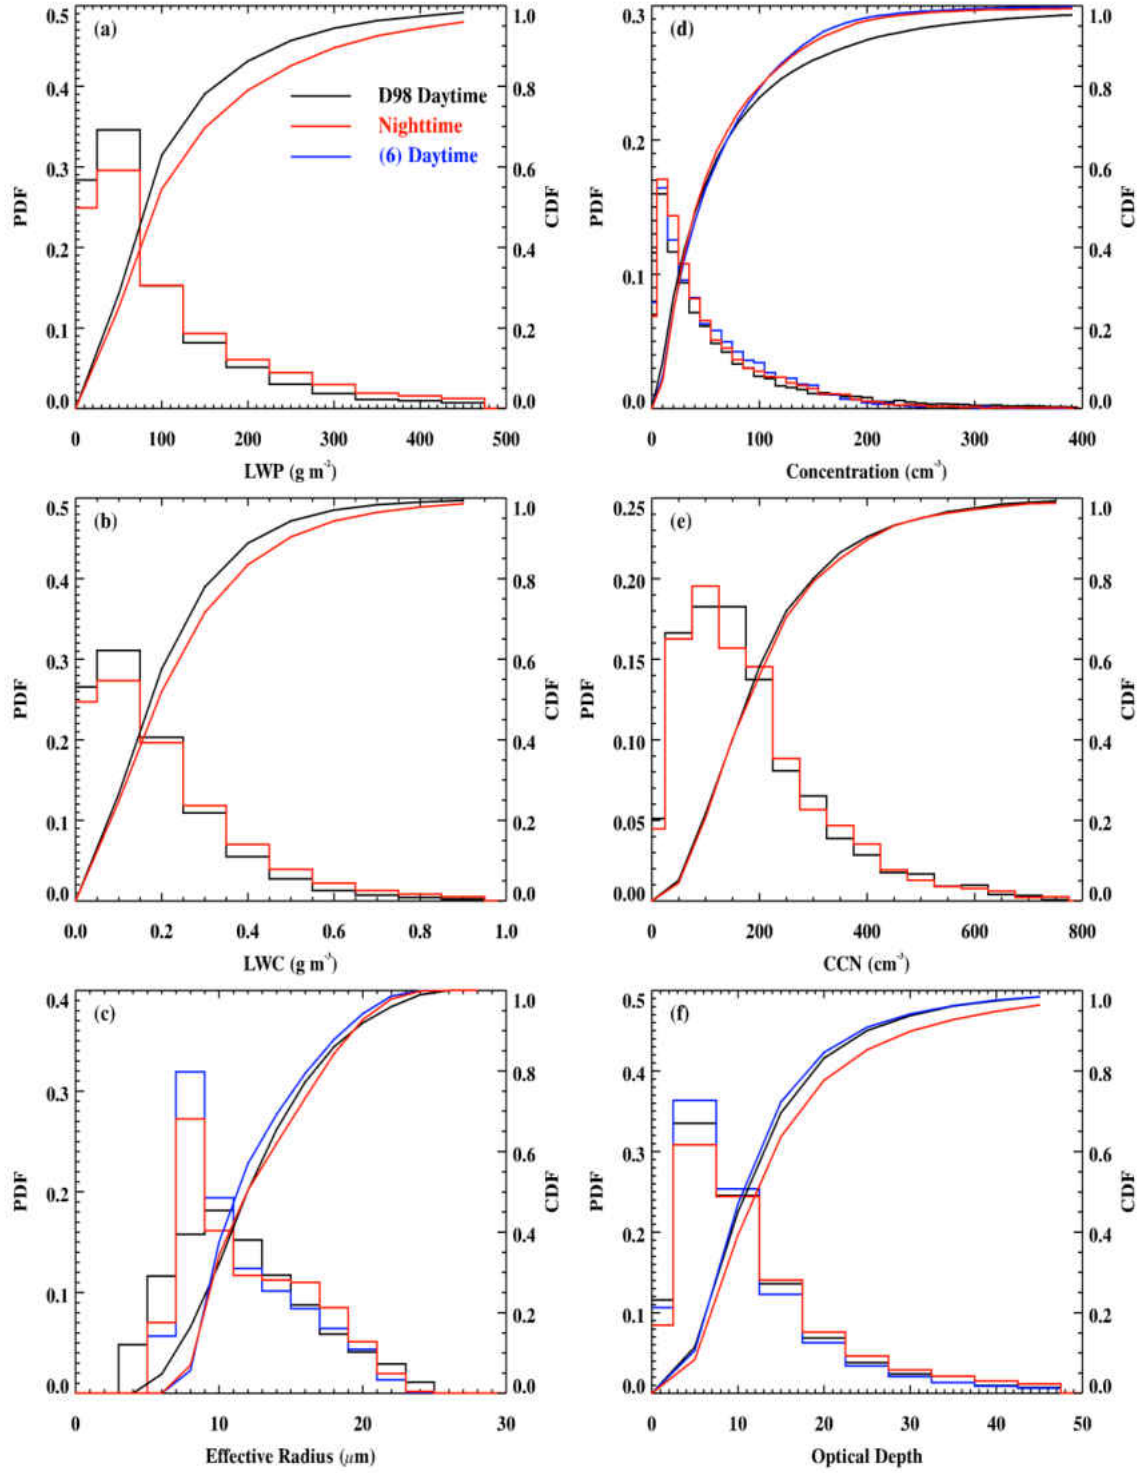 (a)
D98 Daytime
Nighttime
(6) Daytime
PDF
CDF
0.5
0.4
0.3
0.2
0.1
0.0
1.0
0.8
0.6
0.4
0.2
0.0
0 100 200 300 400 500
LWP (g m⁻²)
(d)
PDF
CDF
0.3
0.2
0.1
0.0
1.0
0.8
0.6
0.4
0.2
0.0
0 100 200 300 400
Concentration (cm⁻³)
(b)
PDF
CDF
0.5
0.4
0.3
0.2
0.1
0.0
1.0
0.8
0.6
0.4
0.2
0.0
0.0 0.2 0.4 0.6 0.8 1.0
LWC (g m⁻³)
(e)
PDF
CDF
0.25
0.20
0.15
0.10
0.05
0.00
1.0
0.8
0.6
0.4
0.2
0.0
0 200 400 600 800
CCN (cm⁻³)
(c)
PDF
CDF
0.4
0.3
0.2
0.1
0.0
1.0
0.8
0.6
0.4
0.2
0.0
0 10 20 30
Effective Radius (μm)
(f)
PDF
CDF
0.5
0.4
0.3
0.2
0.1
0.0
1.0
0.8
0.6
0.4
0.2
0.0
0 10 20 30 40 50
Optical Depth